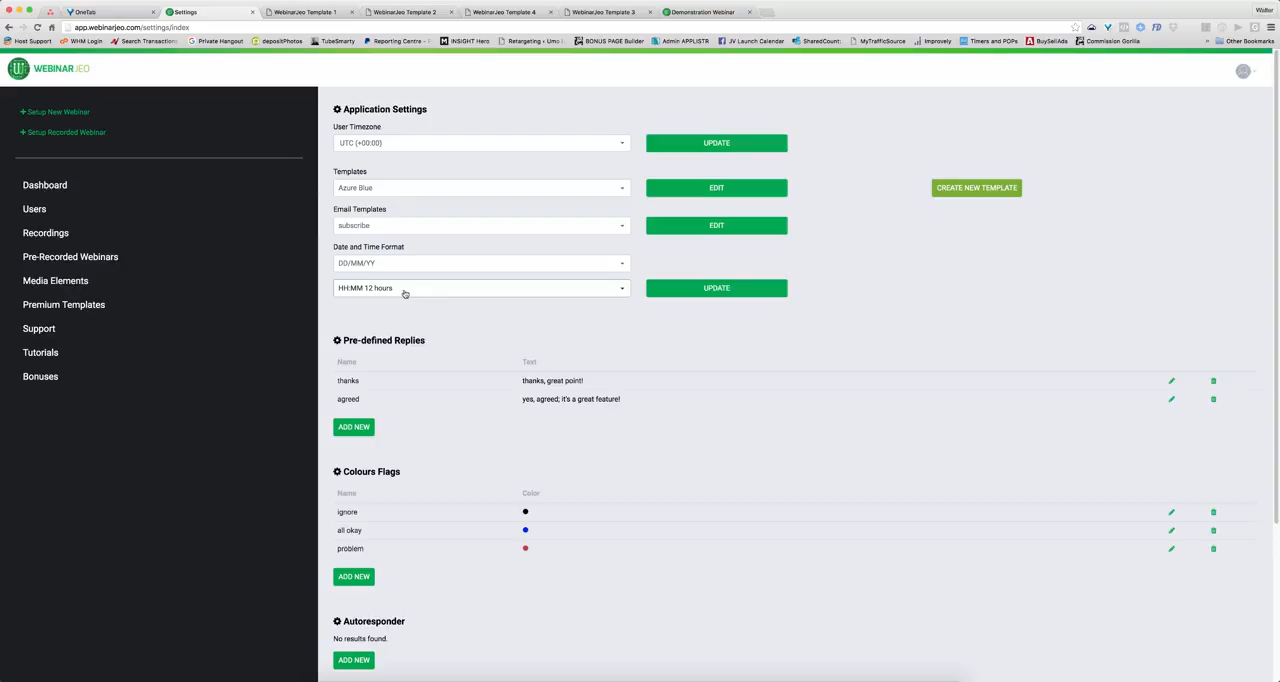 OneTab
Settings
WebinarJeo Template 1
WebinarJeo Template 2
WebinarJeo Template 4
WebinarJeo Template 3
Demonstration Webinar
Walter
app.webinarjeo.com/settings/index
Host Support
WHM Login
Search Transactions
Private Hangout
depositPhotos
TubeSmarty
Reporting Centre -
INSIGHT Hero
Retargeting ‹ Umo
BONUS PAGE Builder
Admin APPLISTR
JV Launch Calendar
SharedCount:
MyTrafficSource
Improvely
Timers and POPs
BuySellAds
Commission Gorilla
» Other Bookmarks
WEBINARJEO
+ Setup New Webinar
+ Setup Recorded Webinar
Dashboard
Users
Recordings
Pre-Recorded Webinars
Media Elements
Premium Templates
Support
Tutorials
Bonuses
Application Settings
User Timezone
UTC (+00:00)
UPDATE
Templates
Azure Blue
EDIT
CREATE NEW TEMPLATE
Email Templates
subscribe
EDIT
Date and Time Format
DD/MM/YY
HH:MM 12 hours
UPDATE
Pre-defined Replies
Name Text
thanks thanks, great point!
agreed yes, agreed; it's a great feature!
ADD NEW
Colours Flags
Name Color
ignore
all okay
problem
ADD NEW
Autoresponder
No results found.
ADD NEW